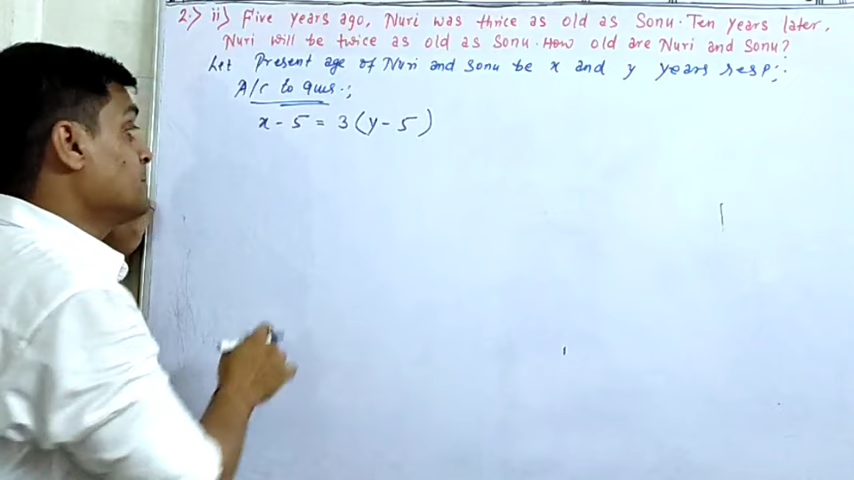 2.> ii) Five years ago, Nuri was thrice as old as Sonu. Ten years later,
Nuri will be twice as old as Sonu. How old are Nuri and Sonu?
Let Present age of Nuri and Sonu be x and y years resp.
A/c to ques.;
x - 5 = 3 (y - 5)